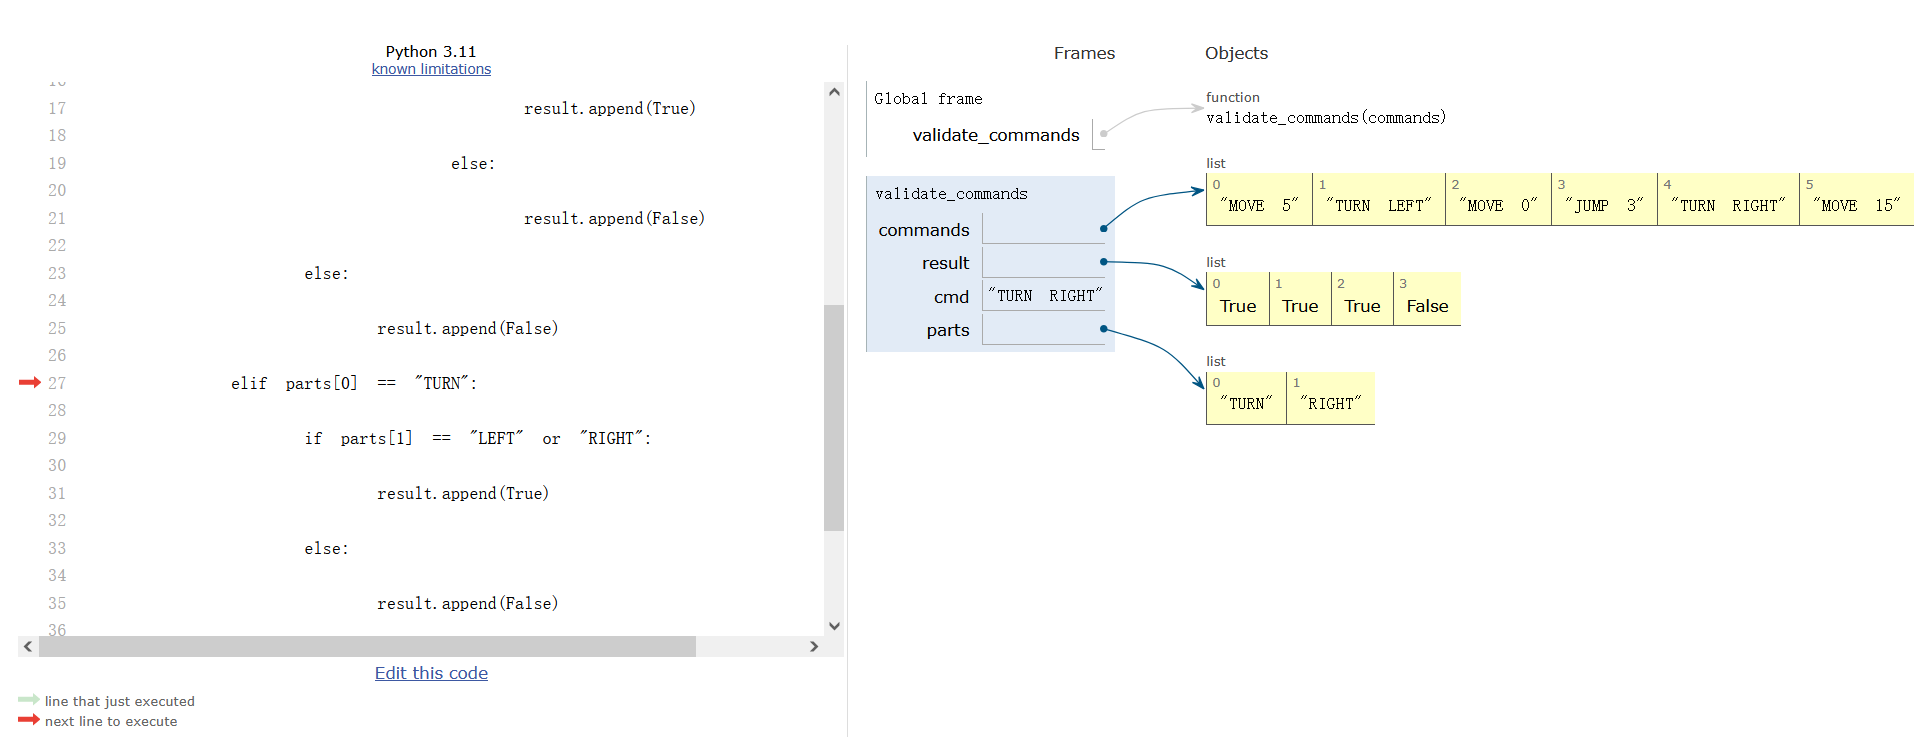 Python 3.11
known limitations
16
17 result.append(True)
18
19 else:
20
21 result.append(False)
22
23 else:
24
25 result.append(False)
26
27 elif parts[0] == "TURN":
28
29 if parts[1] == "LEFT" or "RIGHT":
30
31 result.append(True)
32
33 else:
34
35 result.append(False)
36
Edit this code
line that just executed
next line to execute
Frames
Objects
Global frame
validate_commands
function
validate_commands(commands)
validate_commands
commands
result
cmd "TURN RIGHT"
parts
list
0 1 2 3 4 5
"MOVE 5" "TURN LEFT" "MOVE 0" "JUMP 3" "TURN RIGHT" "MOVE 15"
list
0 1 2 3
True True True False
list
0 1
"TURN" "RIGHT"